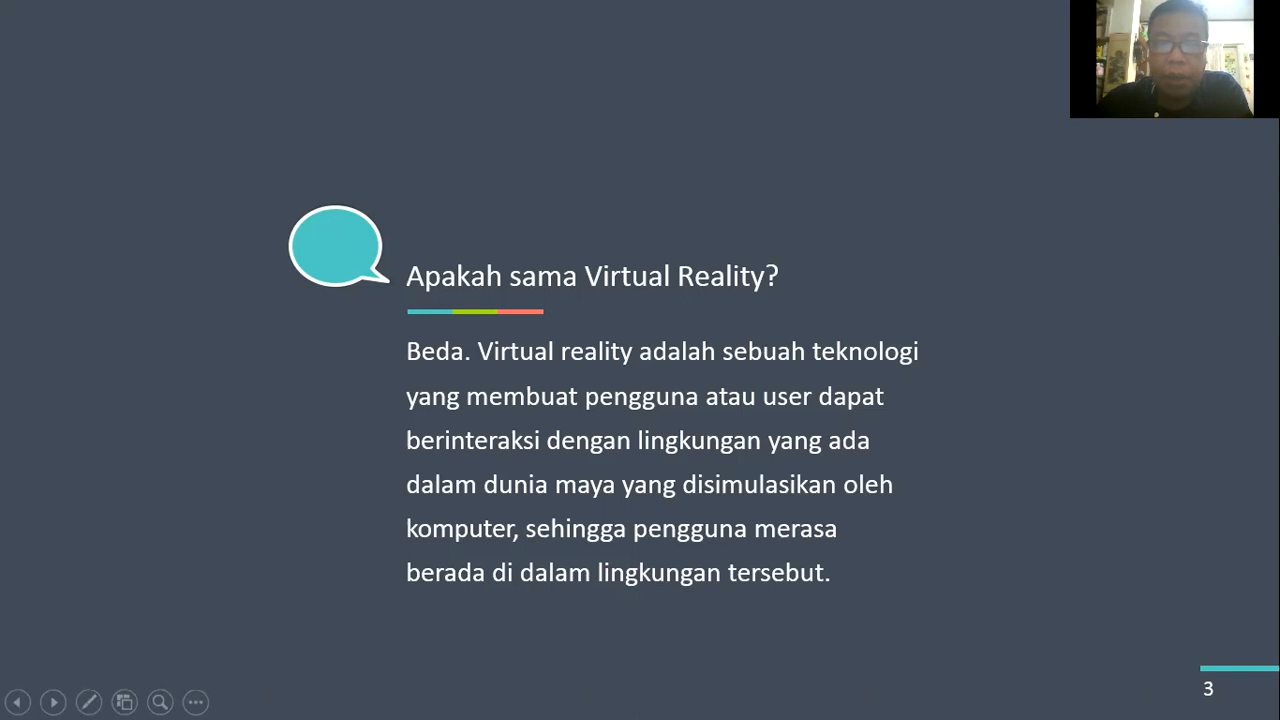 Apakah sama Virtual Reality?
Beda. Virtual reality adalah sebuah teknologi
yang membuat pengguna atau user dapat
berinteraksi dengan lingkungan yang ada
dalam dunia maya yang disimulasikan oleh
komputer, sehingga pengguna merasa
berada di dalam lingkungan tersebut.
3